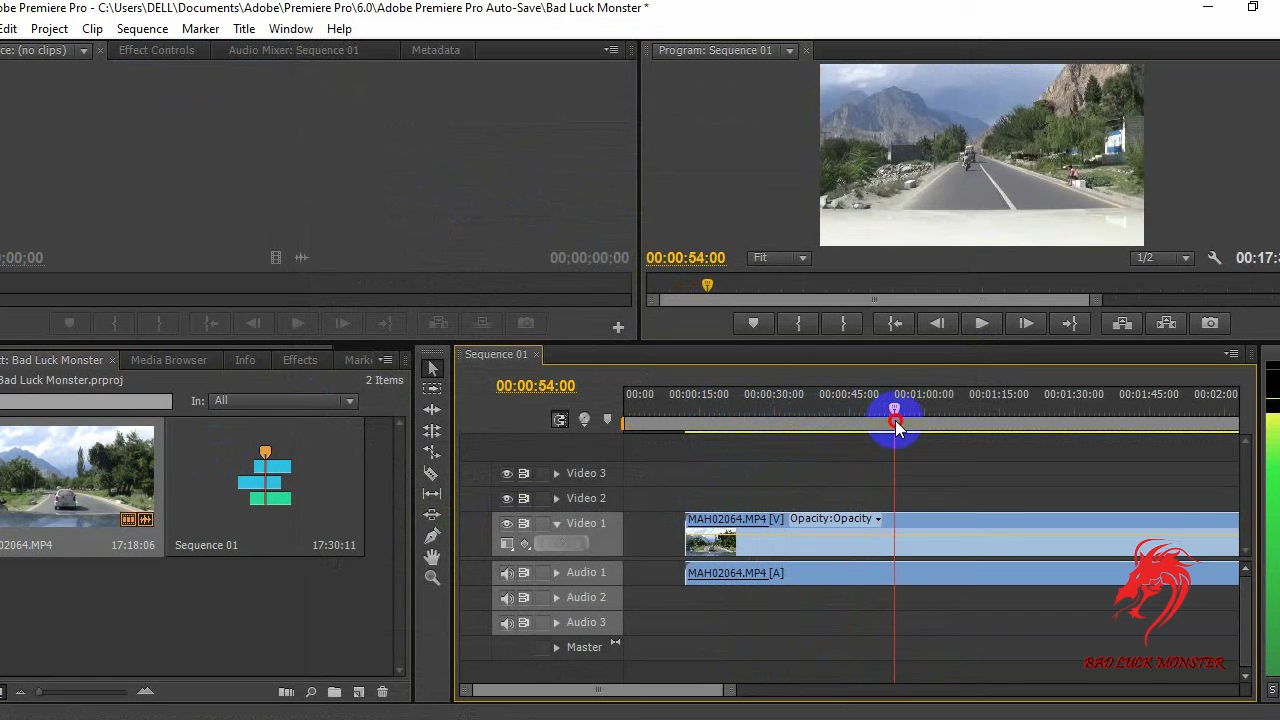 obe Premiere Pro - C:\Users\DELL\Documents\Adobe\Premiere Pro\6.0\Adobe Premiere Pro Auto-Save\Bad Luck Monster *
Edit Project Clip Sequence Marker Title Window Help
ce: (no clips) Effect Controls Audio Mixer: Sequence 01 Metadata
Program: Sequence 01
;00;00 00;00;00;00
00:00:54:00 Fit 1/2 00:17:
ct: Bad Luck Monster Media Browser Info Effects Mark
Bad Luck Monster.prproj 2 Items
In: All
02064.MP4 17:18:06
Sequence 01 17:30:11
Sequence 01
00:00:54:00
00:00 00:00:15:00 00:00:30:00 00:00:45:00 00:01:00:00 00:01:15:00 00:01:30:00 00:01:45:00 00:02:00
Video 3
Video 2
Video 1 MAH02064.MP4 [V] Opacity:Opacity
Audio 1 MAH02064.MP4 [A]
Audio 2
Audio 3
Master
BAD LUCK MONSTER
S